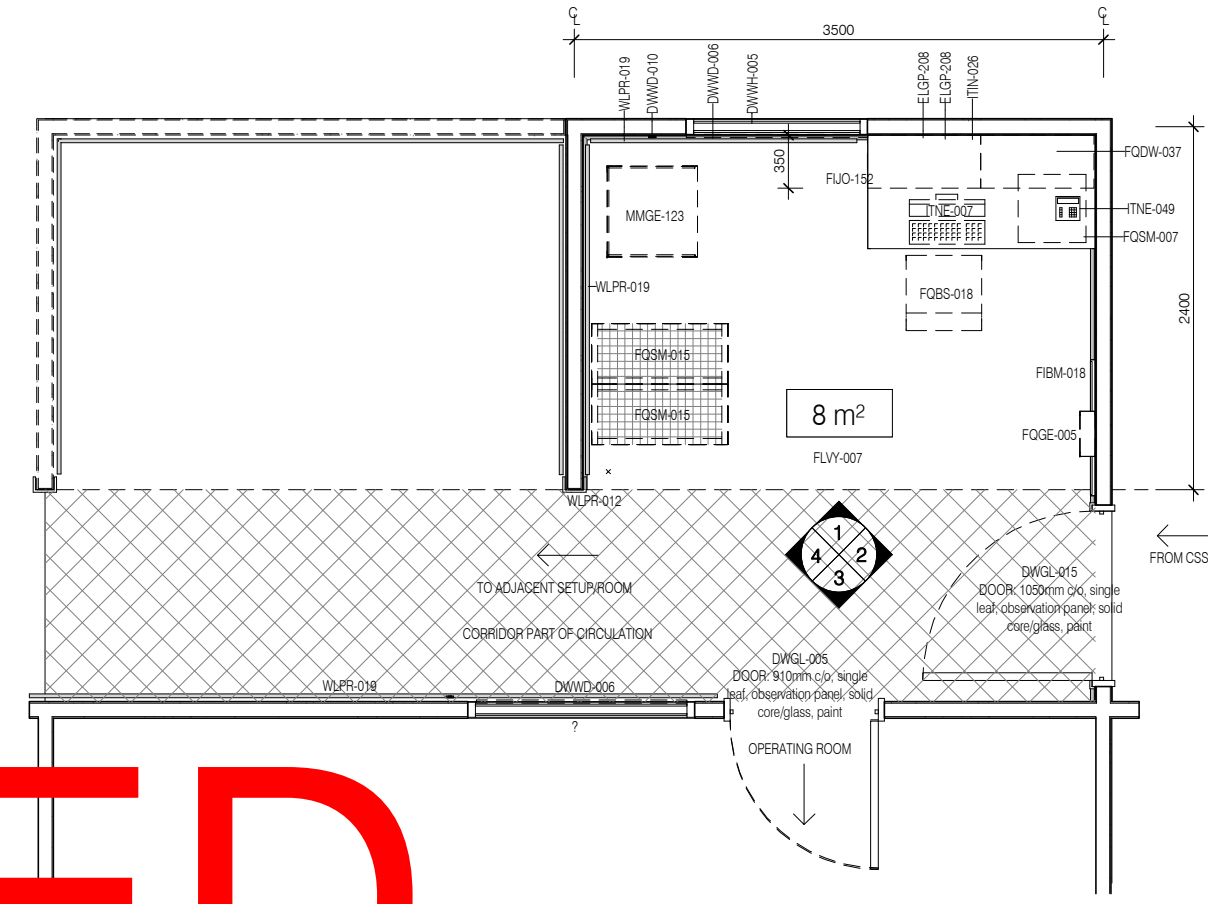 C L
C L
3500
WLPR-019
DWWD-010
DWWD-006
DWWH-005
ELGP-208
ELGP-208
ITIN-026
350
FIJO-152
FQDW-037
MMGE-123
ITNE-007
ITNE-049
FQSM-007
WLPR-019
FQBS-018
2400
FQSM-015
FIBM-018
FQSM-015
8 m²
FQGE-005
FLVY-007
x
WLPR-012
1
4 2
3
FROM CSS
TO ADJACENT SETUP/ROOM
DWGL-015
DOOR: 1050mm c/o, single
leaf, observation panel, solid
core/glass, paint
CORRIDOR PART OF CIRCULATION
DWGL-005
DOOR: 910mm c/o, single
leaf, observation panel, solid
core/glass, paint
WLPR-019
DWWD-006
?
OPERATING ROOM
ED